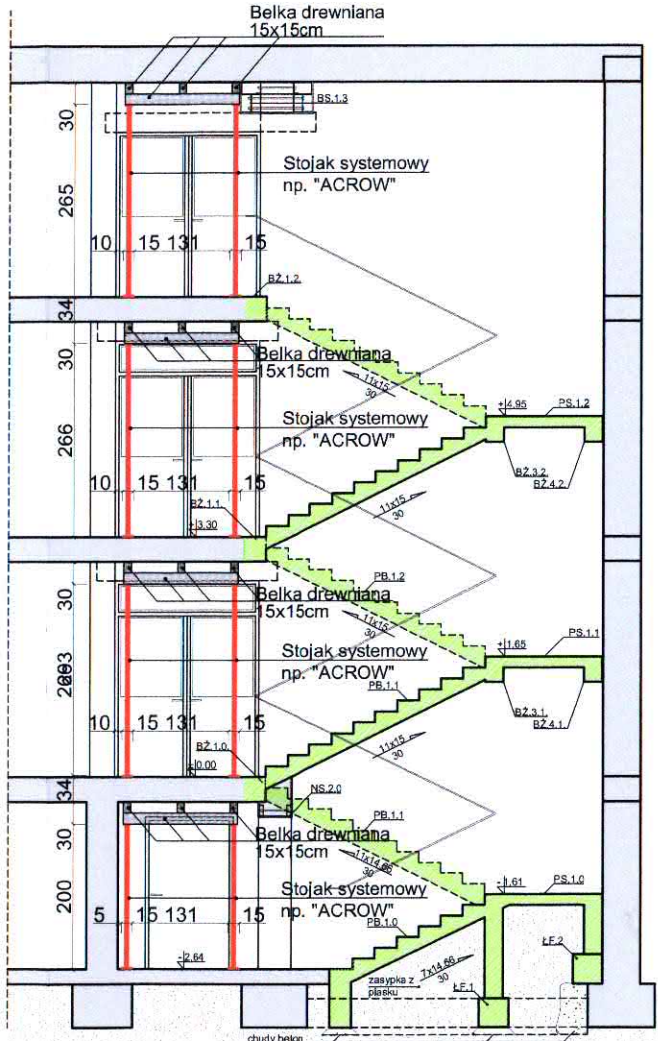 Belka drewniana
15x15cm
BS.1.3
30
Stojak systemowy
np. "ACROW"
265
10 15 131 15
BŻ.1.2
34
30
Belka drewniana
15x15cm
11x15
30
+4.95
PS.1.2
Stojak systemowy
np. "ACROW"
266
BŻ.3.2.
BŻ.4.2.
10 15 131 15
BŻ.1.1.
+3.30
11x15
30
PB.1.2
30
Belka drewniana
15x15cm
11x15
30
+1.65
PS.1.1
Stojak systemowy
np. "ACROW"
PB.1.1
BŻ.3.1.
BŻ.4.1.
10 15 131 15
BŻ.1.0.
±0.00
11x15
30
34
NS.2.0
PB.1.1
30
Belka drewniana
15x15cm
11x14.66
30
-1.61
PS.1.0
Stojak systemowy
np. "ACROW"
200
5 15 131 15
PB.1.0
-2.64
ŁF.2
zasypka z
piasku
7x14.66
30
ŁF.1
chudy beton